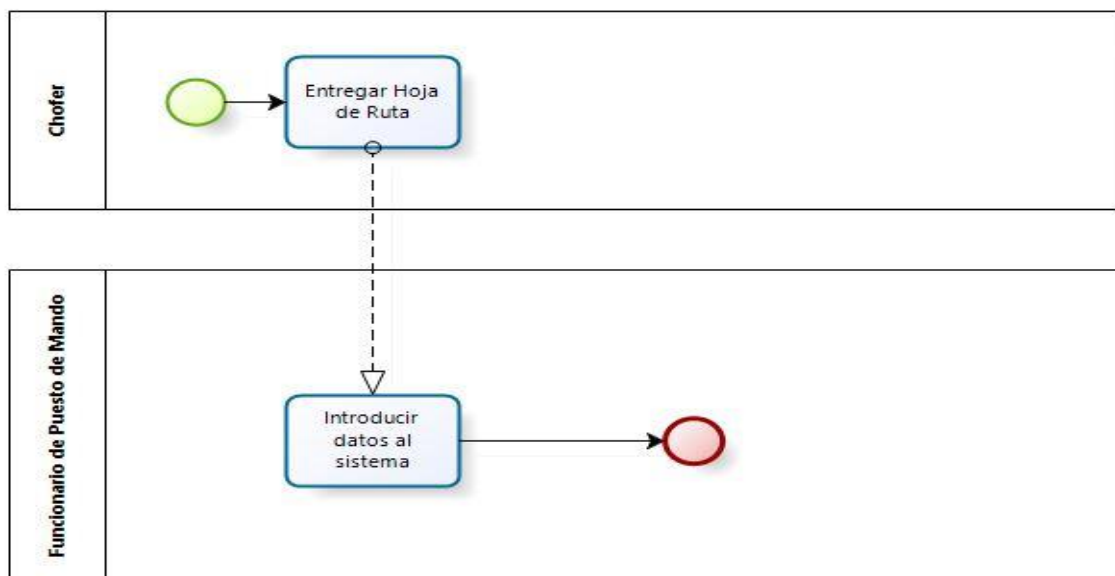 Chofer
Entregar Hoja
de Ruta
Funcionario de Puesto de Mando
Introducir
datos al
sistema